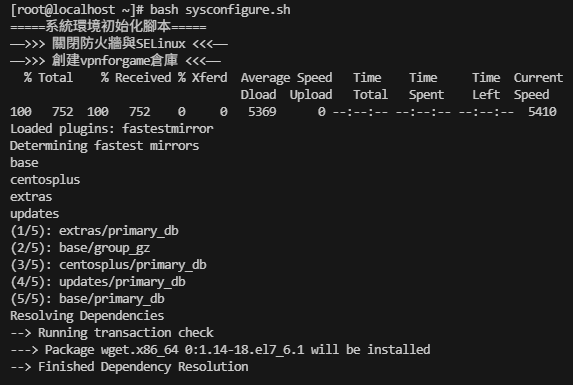 [root@localhost ~]# bash sysconfigure.sh
=====系統環境初始化腳本=====
——>>> 關閉防火牆與SELinux <<<——
——>>> 創建vpnforgame倉庫 <<<——
  % Total    % Received % Xferd  Average Speed   Time    Time     Time  Current
                                 Dload  Upload   Total   Spent    Left  Speed
100   752  100   752    0     0   5369      0 --:--:-- --:--:-- --:--:--  5410
Loaded plugins: fastestmirror
Determining fastest mirrors
base
centosplus
extras
updates
(1/5): extras/primary_db
(2/5): base/group_gz
(3/5): centosplus/primary_db
(4/5): updates/primary_db
(5/5): base/primary_db
Resolving Dependencies
--> Running transaction check
---> Package wget.x86_64 0:1.14-18.el7_6.1 will be installed
--> Finished Dependency Resolution